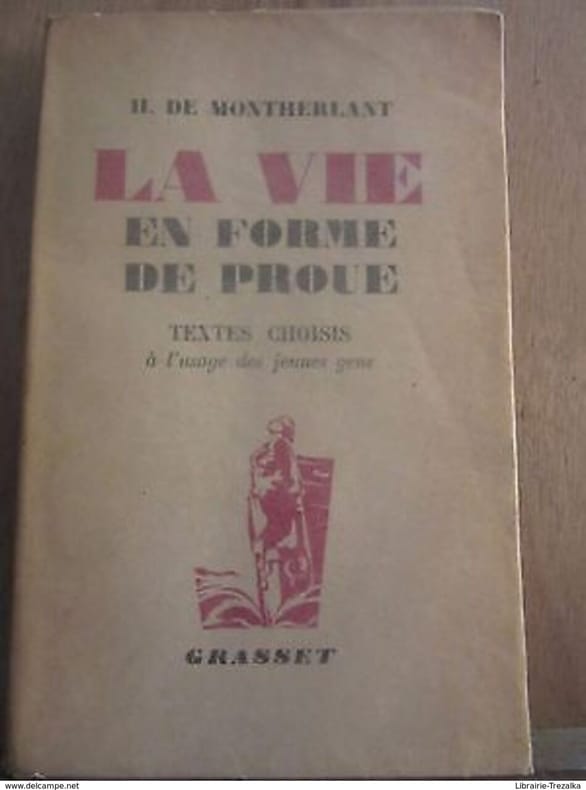 H. DE MONTHERLANT
LA VIE
EN FORME
DE PROUE
TEXTES CHOISIS
à l'usage des jeunes gens
GRASSET
www.delcampe.net
Librairie-Trezalka